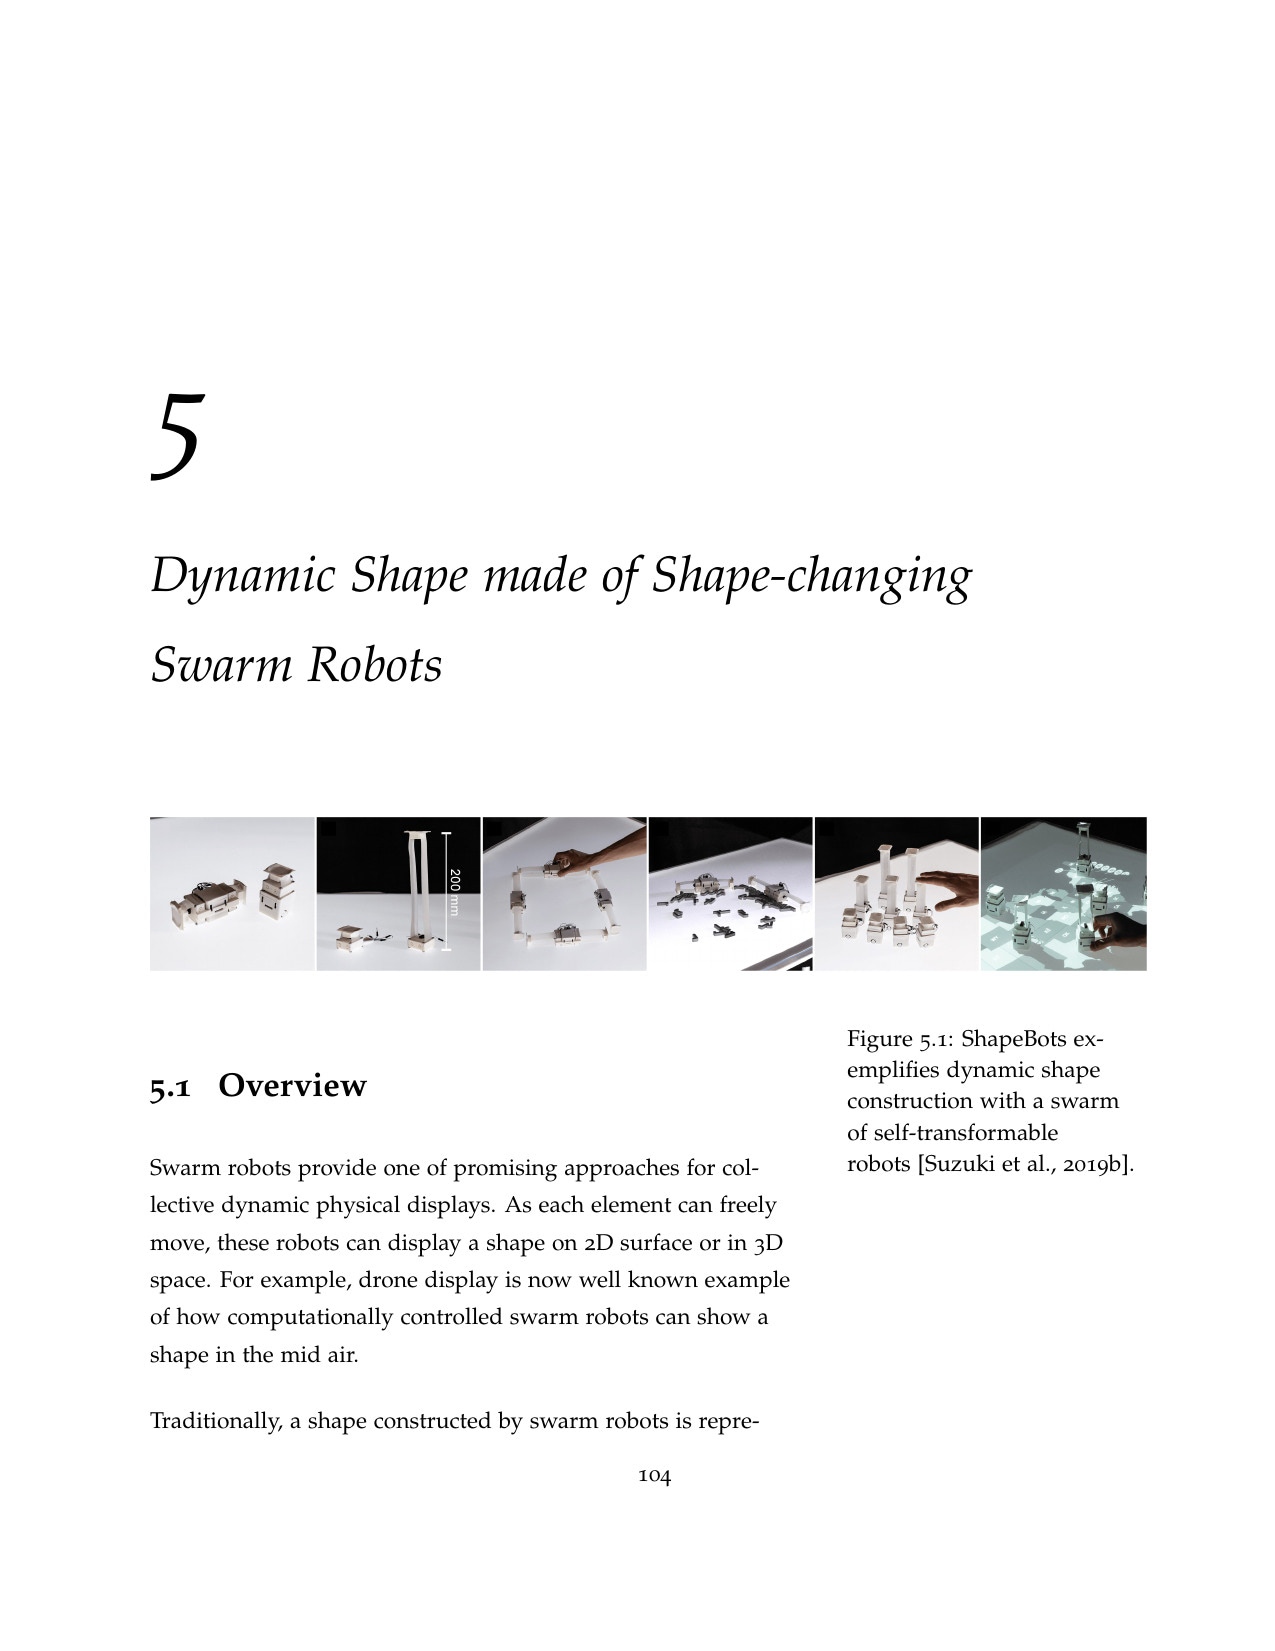 5
Dynamic Shape made of Shape-changing
Swarm Robots
200 mm
Figure 5.1: ShapeBots ex-
emplifies dynamic shape
construction with a swarm
of self-transformable
robots [Suzuki et al., 2019b].
5.1 Overview
Swarm robots provide one of promising approaches for col-
lective dynamic physical displays. As each element can freely
move, these robots can display a shape on 2D surface or in 3D
space. For example, drone display is now well known example
of how computationally controlled swarm robots can show a
shape in the mid air.
Traditionally, a shape constructed by swarm robots is repre-
104